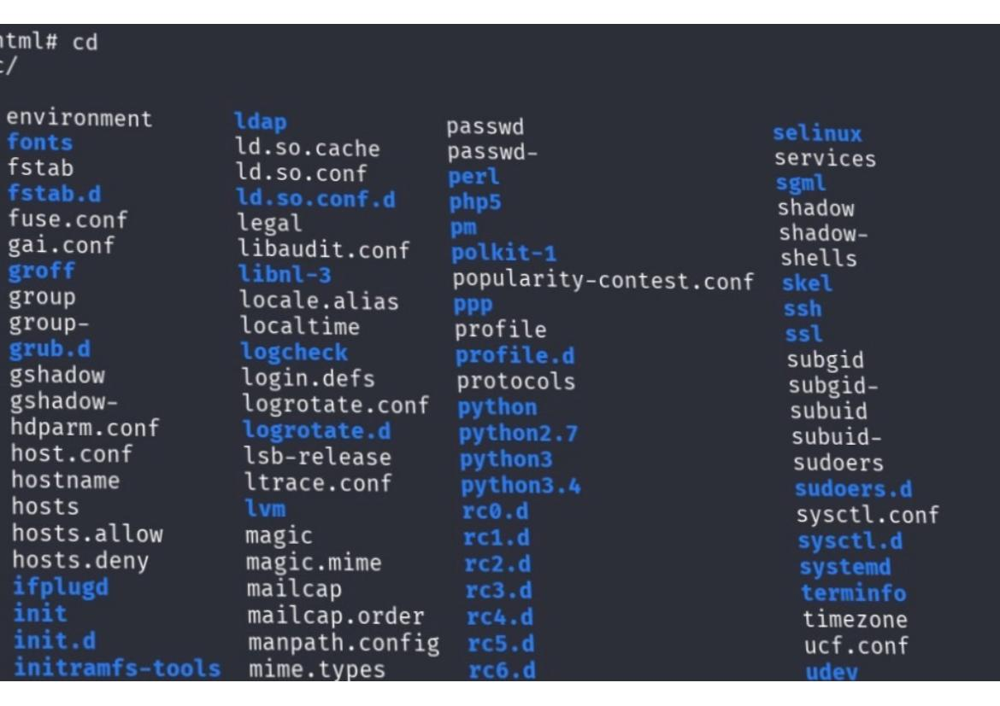 html# cd
c/
environment ldap passwd selinux
fonts ld.so.cache passwd- services
fstab ld.so.conf perl sgml
fstab.d ld.so.conf.d php5 shadow
fuse.conf legal pm shadow-
gai.conf libaudit.conf polkit-1 shells
groff libnl-3 popularity-contest.conf skel
group locale.alias ppp ssh
group- localtime profile ssl
grub.d logcheck profile.d subgid
gshadow login.defs protocols subgid-
gshadow- logrotate.conf python subuid
hdparm.conf logrotate.d python2.7 subuid-
host.conf lsb-release python3 sudoers
hostname ltrace.conf python3.4 sudoers.d
hosts lvm rc0.d sysctl.conf
hosts.allow magic rc1.d sysctl.d
hosts.deny magic.mime rc2.d systemd
ifplugd mailcap rc3.d terminfo
init mailcap.order rc4.d timezone
init.d manpath.config rc5.d ucf.conf
initramfs-tools mime.types rc6.d udev